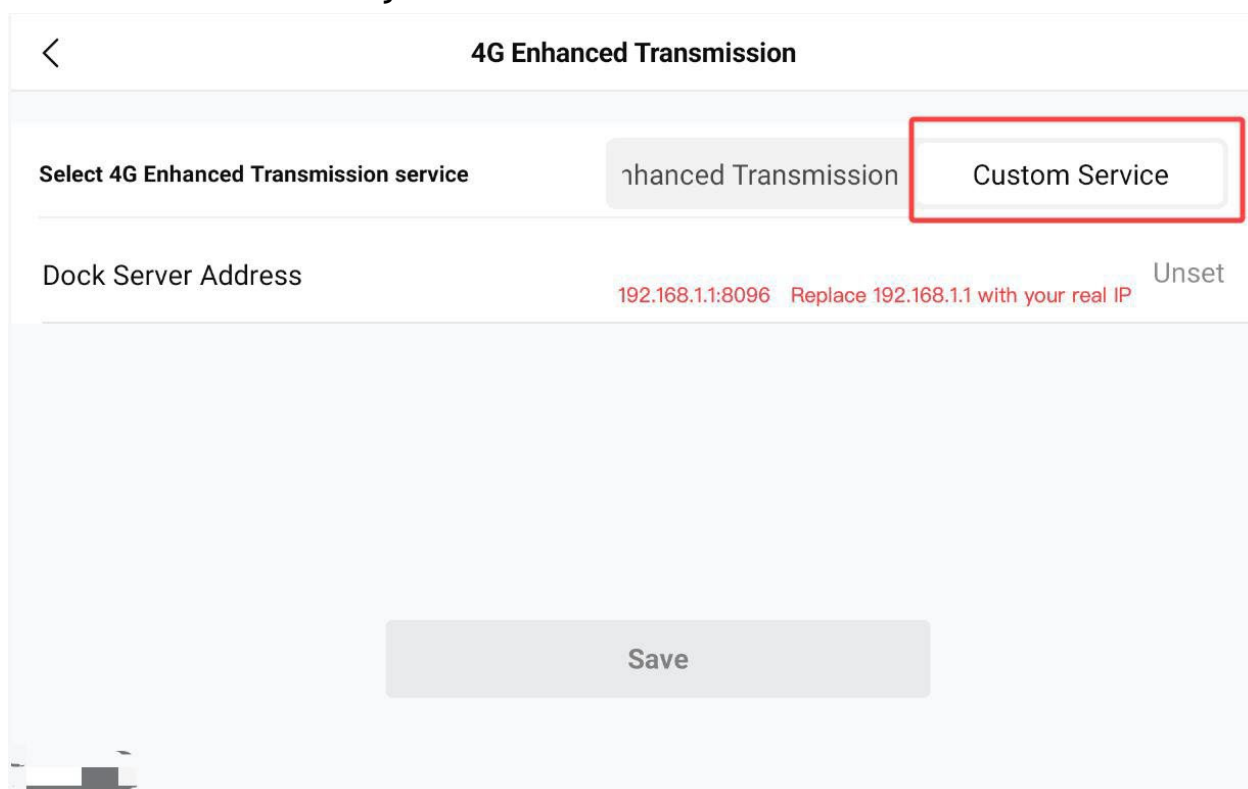 4G Enhanced Transmission
Select 4G Enhanced Transmission service
nhanced Transmission
Custom Service
Dock Server Address
Unset
192.168.1.1:8096 Replace 192.168.1.1 with your real IP
Save